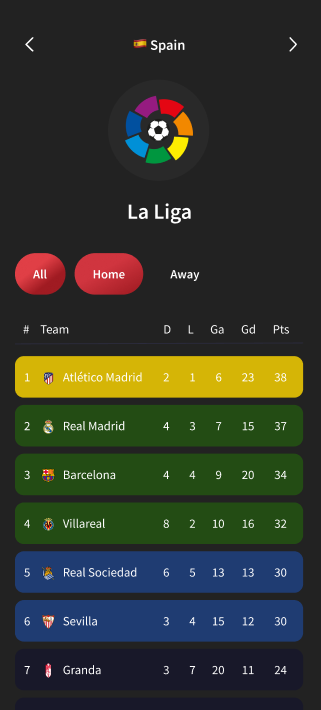 Spain
La Liga
All Home Away
# Team D L Ga Gd Pts
1 Atlético Madrid 2 1 6 23 38
2 Real Madrid 4 3 7 15 37
3 Barcelona 4 4 9 20 34
4 Villareal 8 2 10 16 32
5 Real Sociedad 6 5 13 13 30
6 Sevilla 3 4 15 12 30
7 Granda 3 7 20 11 24